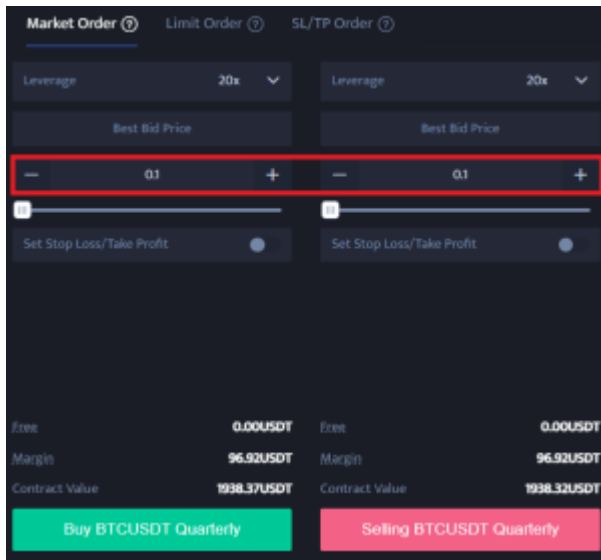 Market Order ? Limit Order ? SL/TP Order ?
Leverage 20x Leverage 20x
Best Bid Price Best Bid Price
— 0.1 + — 0.1 +
Set Stop Loss/Take Profit Set Stop Loss/Take Profit
Free 0.00USDT Free 0.00USDT
Margin 96.92USDT Margin 96.92USDT
Contract Value 1938.37USDT Contract Value 1938.32USDT
Buy BTCUSDT Quarterly Selling BTCUSDT Quarterly